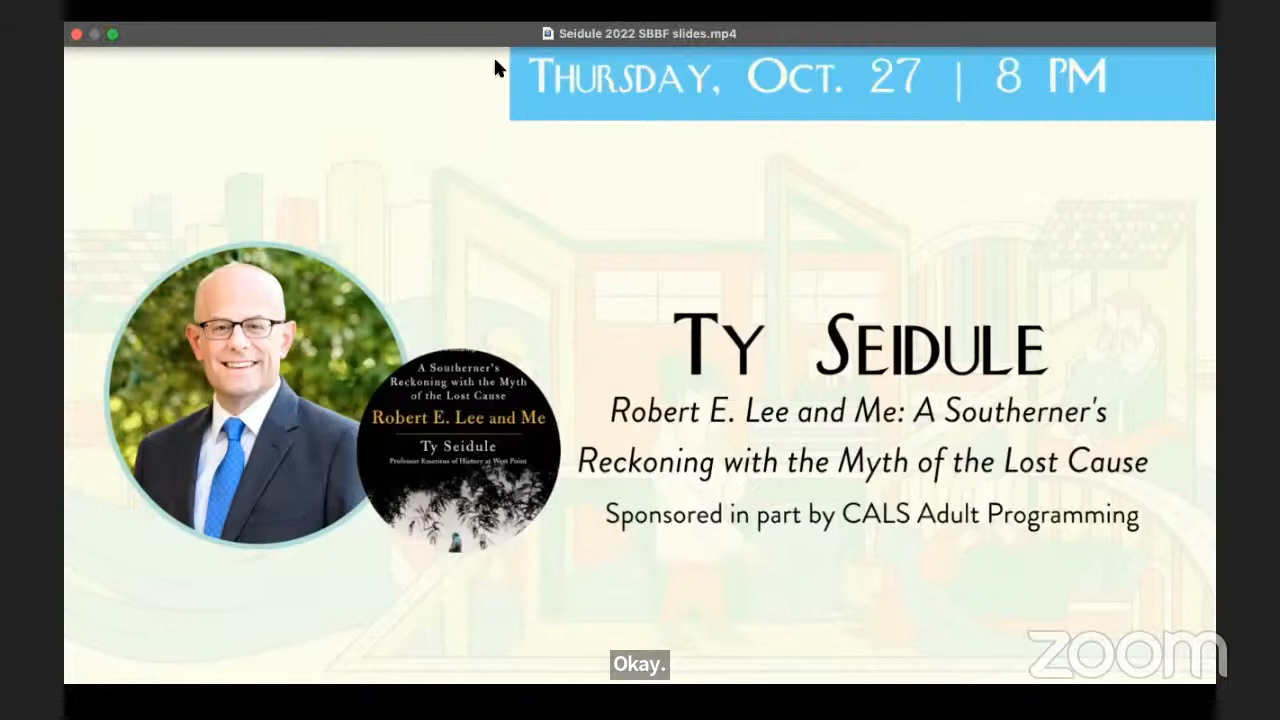 Seidule 2022 SBBF slides.mp4
THURSDAY, OCT. 27 | 8 PM
A Southerner's
Reckoning with the Myth
of the Lost Cause
Robert E. Lee and Me
Ty Seidule
Professor Emeritus of History at West Point
TY SEIDULE
Robert E. Lee and Me: A Southerner's
Reckoning with the Myth of the Lost Cause
Sponsored in part by CALS Adult Programming
zoom
Okay.